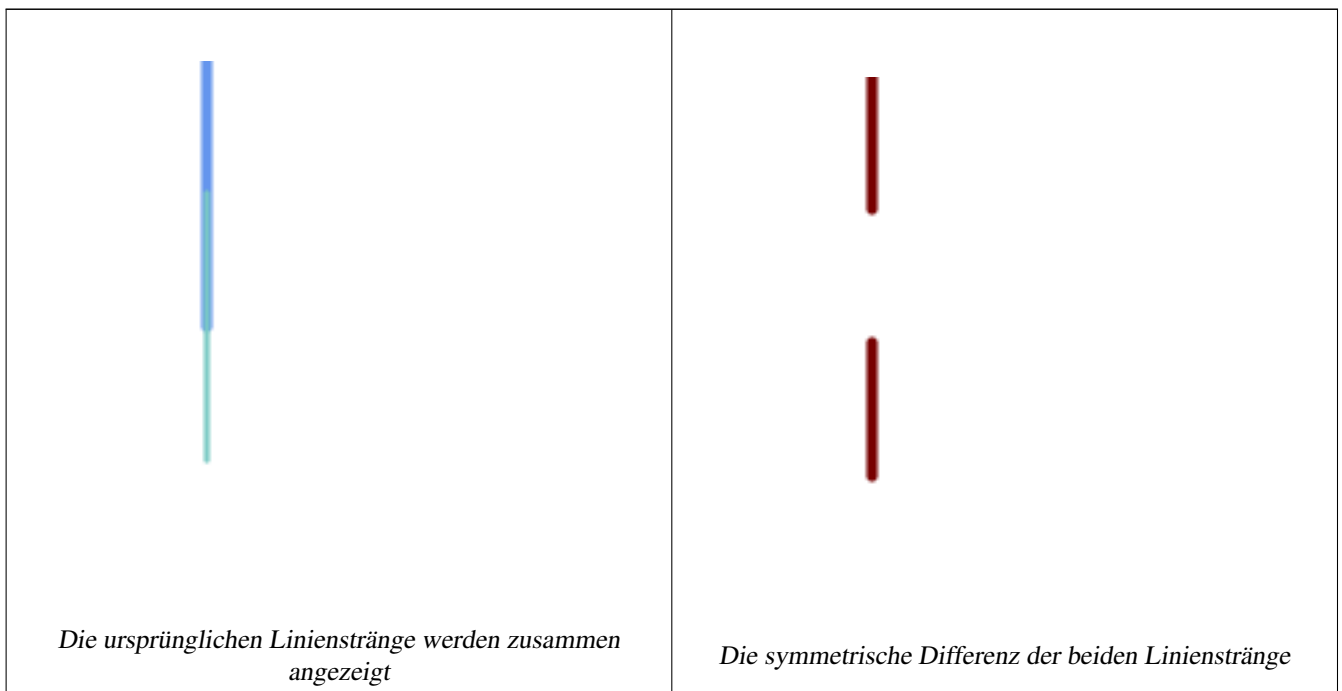 Die ursprünglichen Linienstränge werden zusammen
angezeigt
Die symmetrische Differenz der beiden Linienstränge